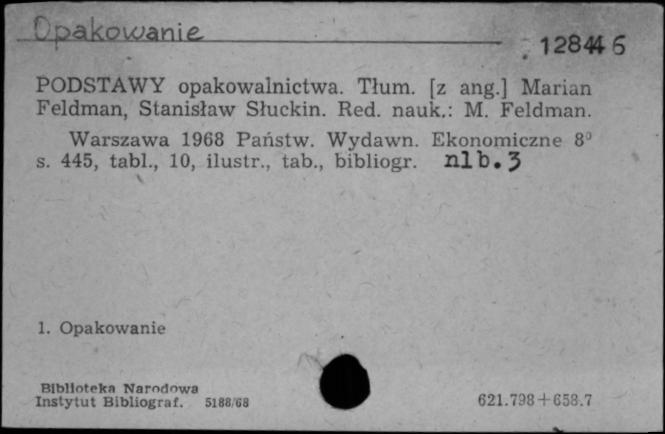 Opakowanie
128446
PODSTAWY opakowalnictwa. Tłum. [z ang.] Marian
Feldman, Stanisław Słuckin. Red. nauk.: M. Feldman.
Warszawa 1968 Państw. Wydawn. Ekonomiczne 8°
s. 445, tabl., 10, ilustr., tab., bibliogr. nlb. 3
1. Opakowanie
Biblioteka Narodowa
Instytut Bibliograf. 5188/68
621.798+658.7